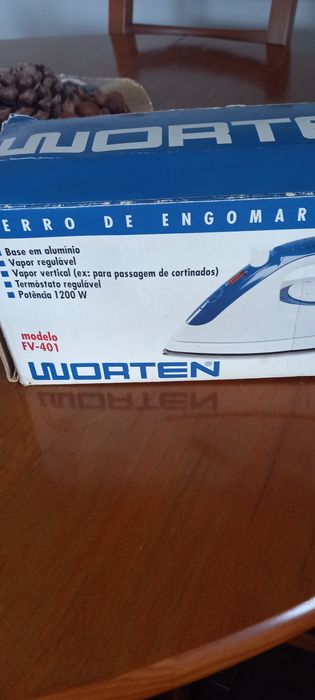 WORTEN
ERRO DE ENGOMAR
Base em alumínio
Vapor regulável
Vapor vertical (ex: para passagem de cortinados)
Termóstato regulável
Potência 1200 W
modelo
FV-401
WORTEN®